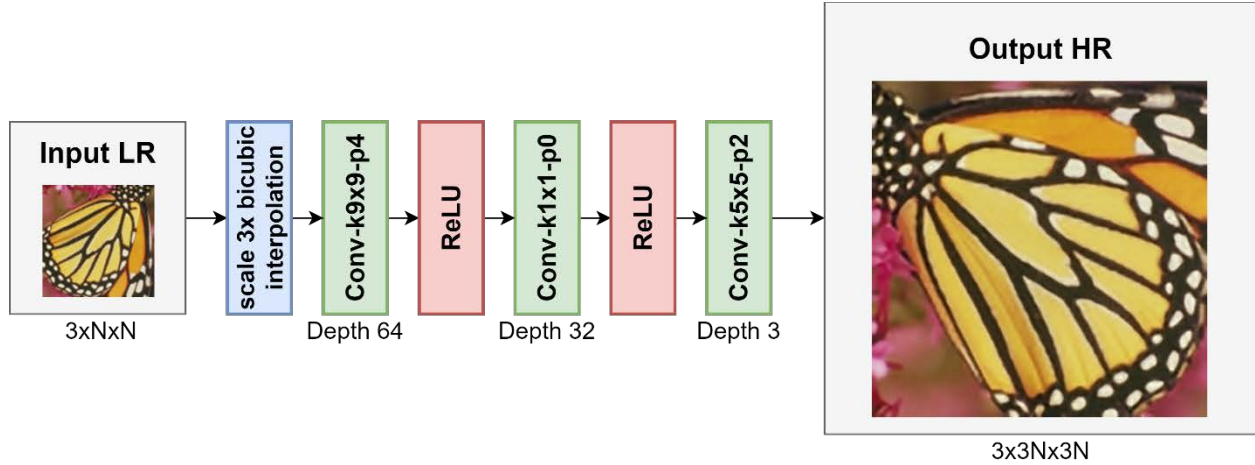 Input LR
3xNxN
scale 3x bicubic
interpolation
Conv-k9x9-p4
Depth 64
ReLU
Conv-k1x1-p0
Depth 32
ReLU
Conv-k5x5-p2
Depth 3
Output HR
3x3Nx3N